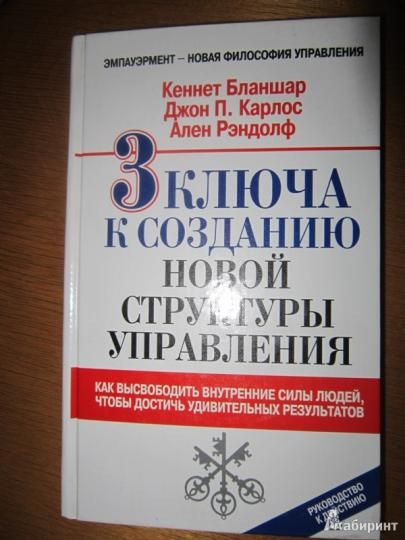 ЭМПАУЭРМЕНТ – НОВАЯ ФИЛОСОФИЯ УПРАВЛЕНИЯ
Кеннет Бланшар
Джон П. Карлос
Ален Рэндолф
3 КЛЮЧА
К СОЗДАНИЮ
НОВОЙ
СТРУКТУРЫ
УПРАВЛЕНИЯ
КАК ВЫСВОБОДИТЬ ВНУТРЕННИЕ СИЛЫ ЛЮДЕЙ,
ЧТОБЫ ДОСТИЧЬ УДИВИТЕЛЬНЫХ РЕЗУЛЬТАТОВ
РУКОВОДСТВО
К ДЕЙСТВИЮ
Лабиринт